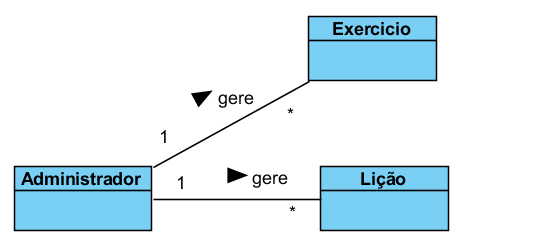 Exercicio
gere
*
1
Administrador
1
gere
*
Lição